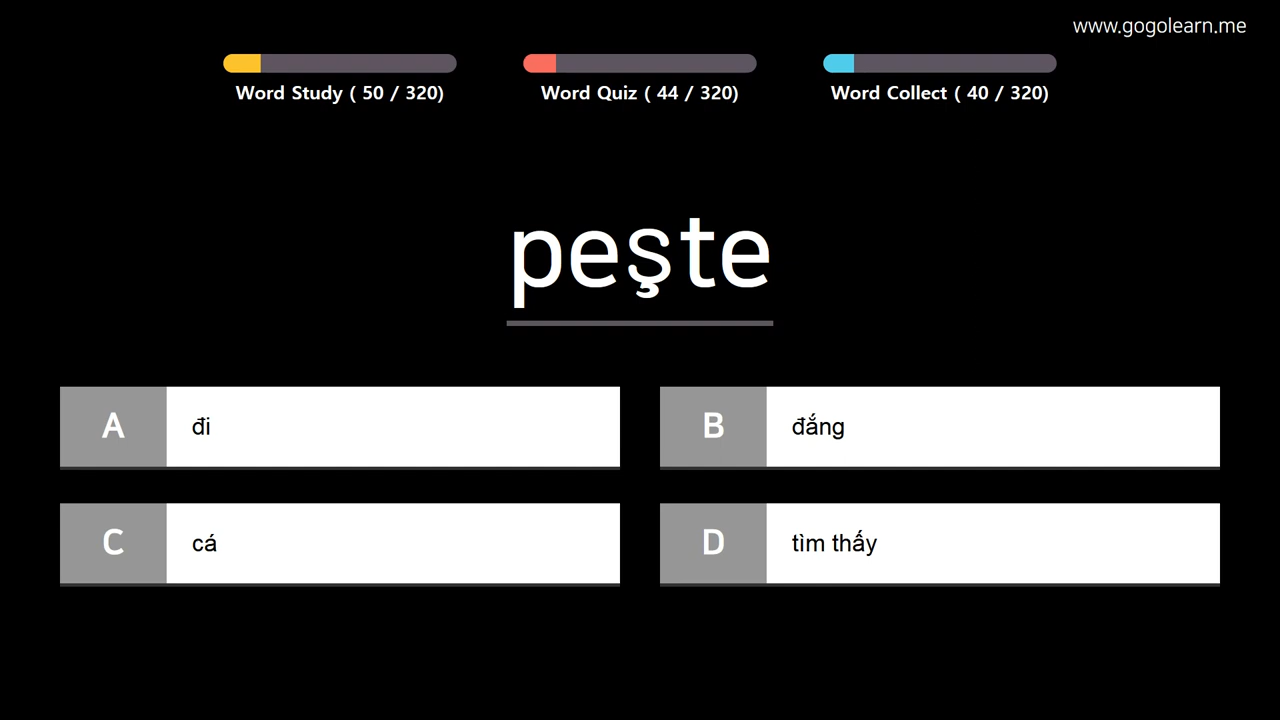 www.gogolearn.me
Word Study ( 50 / 320)
Word Quiz ( 44 / 320)
Word Collect ( 40 / 320)
peşte
A đi
B đắng
C cá
D tìm thấy